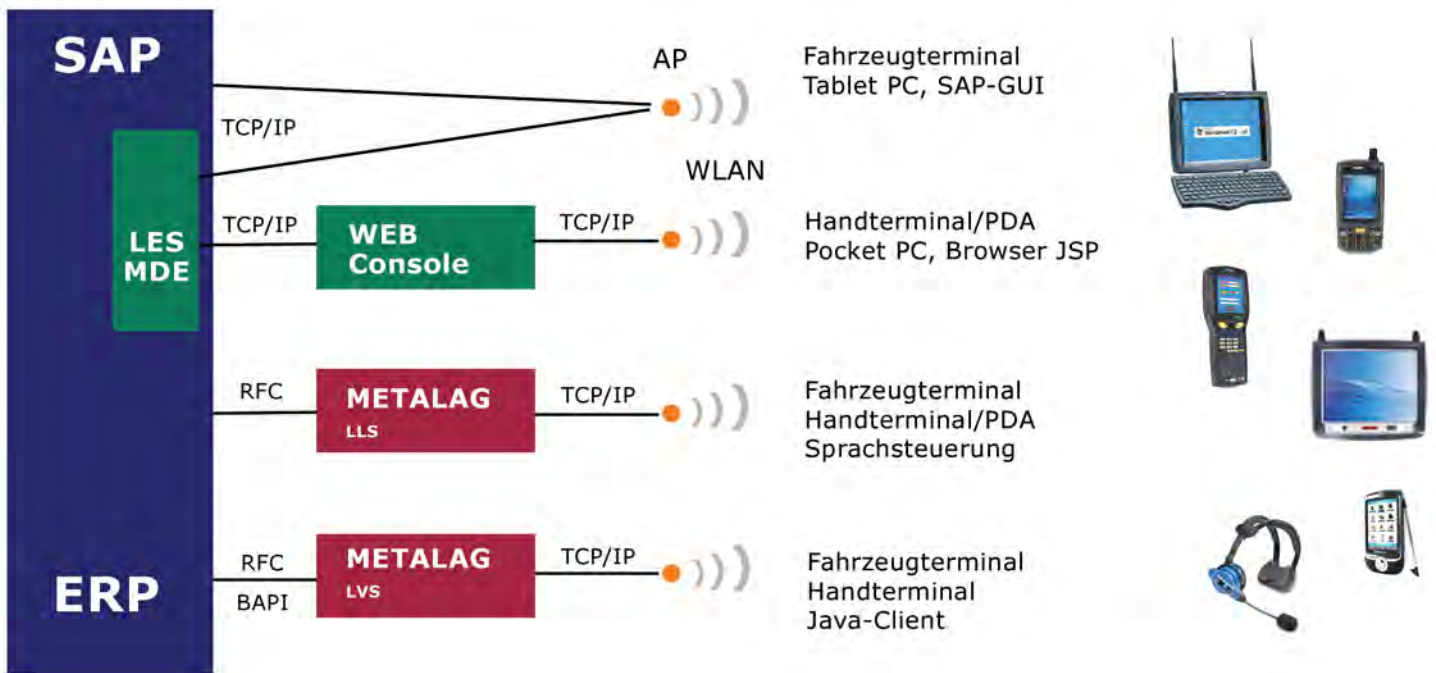 SAP
AP
Fahrzeugterminal
Tablet PC, SAP-GUI
TCP/IP
WLAN
LES
MDE
TCP/IP
WEB
Console
TCP/IP
Handterminal/PDA
Pocket PC, Browser JSP
RFC
METALAG
LLS
TCP/IP
Fahrzeugterminal
Handterminal/PDA
Sprachsteuerung
ERP
RFC
BAPI
METALAG
LVS
TCP/IP
Fahrzeugterminal
Handterminal
Java-Client